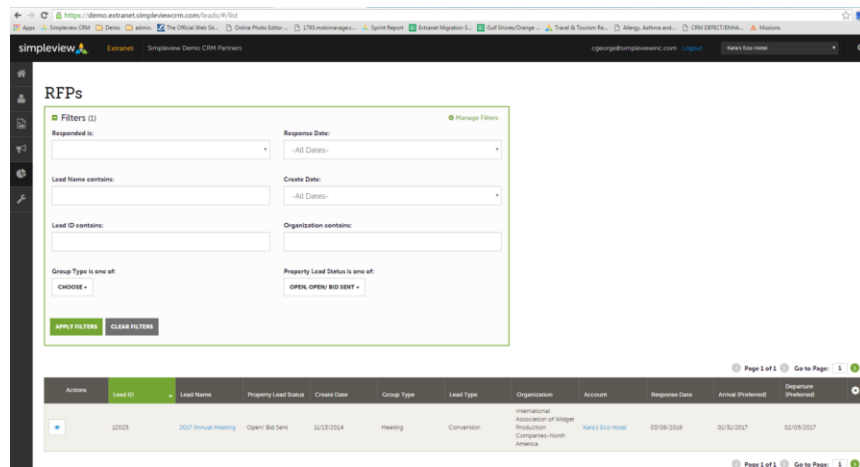 https://demo.extranet.simpleviewcrm.com/leads/#/list
Apps Simpleview CRM Demo admin. The Official Web Sit... Online Photo Editor ... Sprint Report Extranet Migration S... Gulf Shores/Orange ... Travel & Tourism Re... Allergy, Asthma and... CRM DEFECT/ENHA... Missions
simpleview Extranet Simpleview Demo CRM Partners cgeorge@simpleviewinc.com Logout Kara's Eco Hotel
RFPs
Filters (1) Manage Filters
Responded is: Response Date:
-All Dates-
Lead Name contains: Create Date:
-All Dates-
Lead ID contains: Organization contains:
Group Type is one of: Property Lead Status is one of:
CHOOSE OPEN, OPEN/ BID SENT
APPLY FILTERS CLEAR FILTERS
Page 1 of 1 Go to Page: 1
Actions Lead ID Lead Name Property Lead Status Create Date Group Type Lead Type Organization Account Response Date Arrival (Preferred) Departure (Preferred)
12025 2017 Annual Meeting Open/ Bid Sent 11/13/2014 Meeting Convention International Association of Widget Production Companies-North America Kara's Eco Hotel 03/06/2016 01/31/2017 02/05/2017
Page 1 of 1 Go to Page: 1